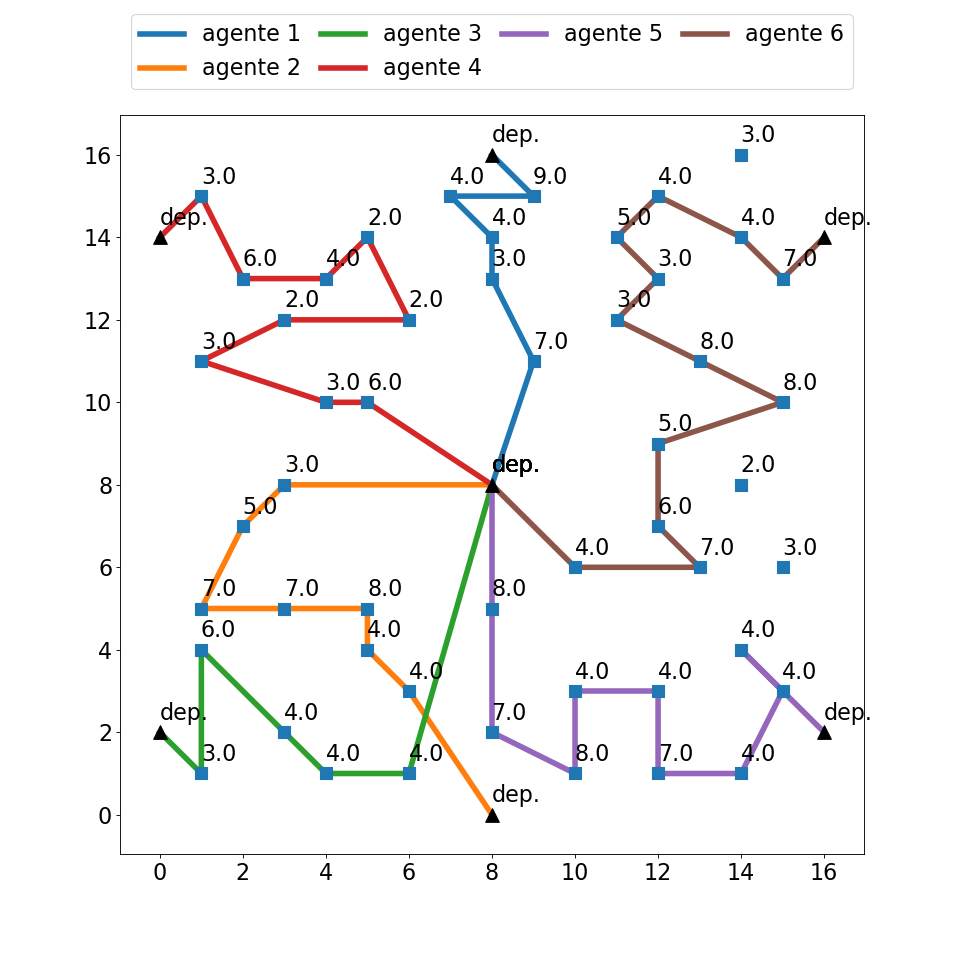 agente 1 agente 3 agente 5 agente 6
agente 2 agente 4
dep. 3.0
16
3.0 4.0 9.0 4.0
dep. 2.0 4.0 5.0 4.0 dep.
14
6.0 4.0 3.0 3.0 7.0
2.0 2.0 3.0
12
3.0 7.0 8.0
3.0 6.0 8.0
10
5.0
3.0 dep. 2.0
8
5.0 6.0
4.0 7.0 3.0
6
7.0 7.0 8.0 8.0
6.0 4.0 4.0
4
4.0 4.0 4.0 4.0
dep. 4.0 7.0 dep.
2
3.0 4.0 4.0 8.0 7.0 4.0
dep.
0
0 2 4 6 8 10 12 14 16